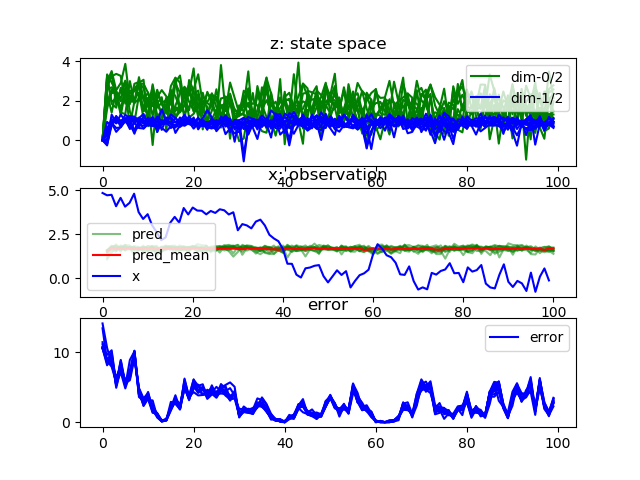 z: state space
4
2
0
dim-0/2
dim-1/2
0 20 40 60 80 100
x: observation
5.0
2.5
0.0
pred
pred_mean
x
0 20 40 60 80 100
error
10
0
error
0 20 40 60 80 100